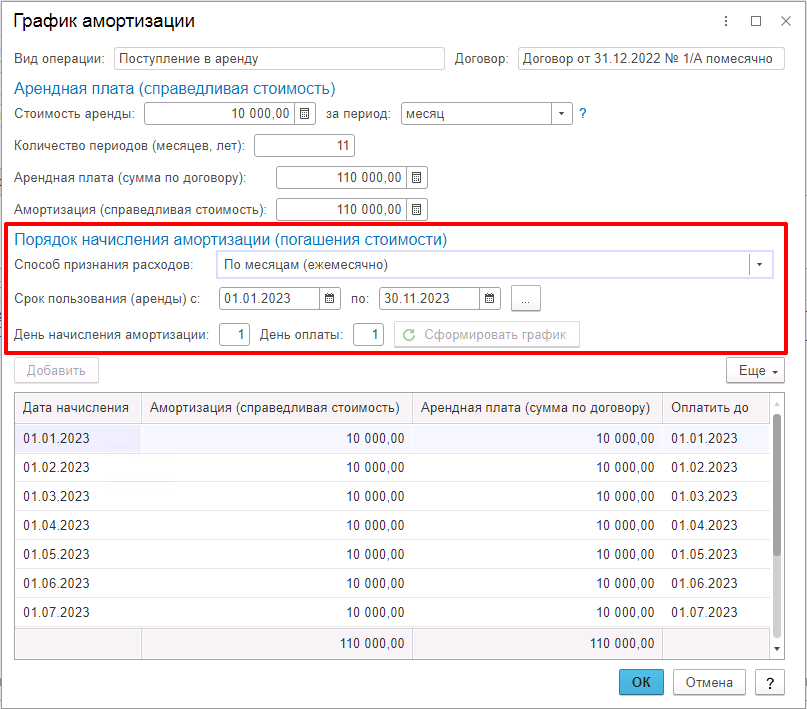 График амортизации
Вид операции: Поступление в аренду Договор: Договор от 31.12.2022 № 1/А помесячно
Арендная плата (справедливая стоимость)
Стоимость аренды: 10 000,00 за период: месяц ?
Количество периодов (месяцев, лет): 11
Арендная плата (сумма по договору): 110 000,00
Амортизация (справедливая стоимость): 110 000,00
Порядок начисления амортизации (погашения стоимости)
Способ признания расходов: По месяцам (ежемесячно)
Срок пользования (аренды) с: 01.01.2023 по: 30.11.2023 ...
День начисления амортизации: 1 День оплаты: 1 Сформировать график
Добавить Еще
Дата начисления Амортизация (справедливая стоимость) Арендная плата (сумма по договору) Оплатить до
01.01.2023 10 000,00 10 000,00 01.01.2023
01.02.2023 10 000,00 10 000,00 01.02.2023
01.03.2023 10 000,00 10 000,00 01.03.2023
01.04.2023 10 000,00 10 000,00 01.04.2023
01.05.2023 10 000,00 10 000,00 01.05.2023
01.06.2023 10 000,00 10 000,00 01.06.2023
01.07.2023 10 000,00 10 000,00 01.07.2023
110 000,00 110 000,00
ОК Отмена ?